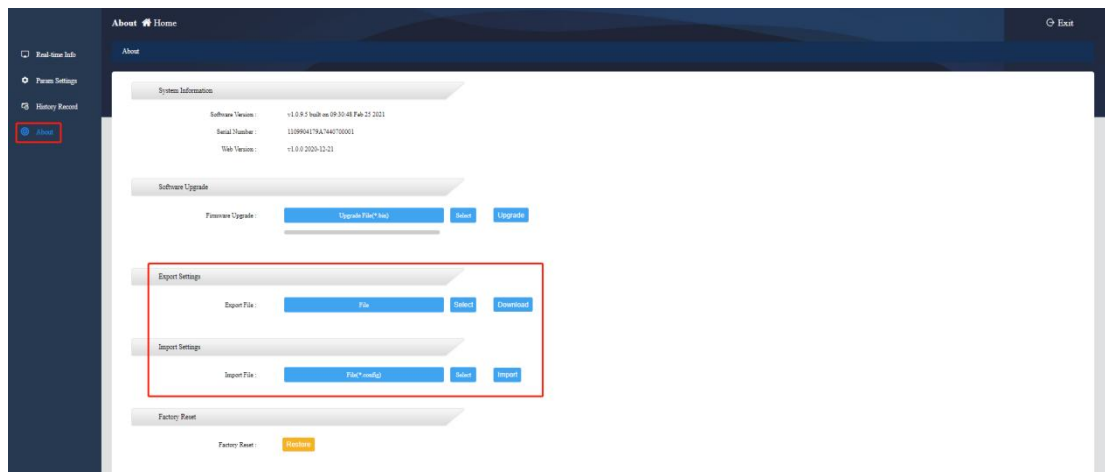 About Home
Exit
Real-time Info
Param Settings
History Record
About
About
System Information
Software Version : v1.0.9.5 built on 09:30:48 Feb 25 2021
Serial Number : 1109904179A7440700001
Web Version : v1.0.0 2020-12-21
Software Upgrade
Firmware Upgrade : Upgrade File(*.bin) Select Upgrade
Export Settings
Export File : File Select Download
Import Settings
Import File : File(*.config) Select Import
Factory Reset
Factory Reset : Restore